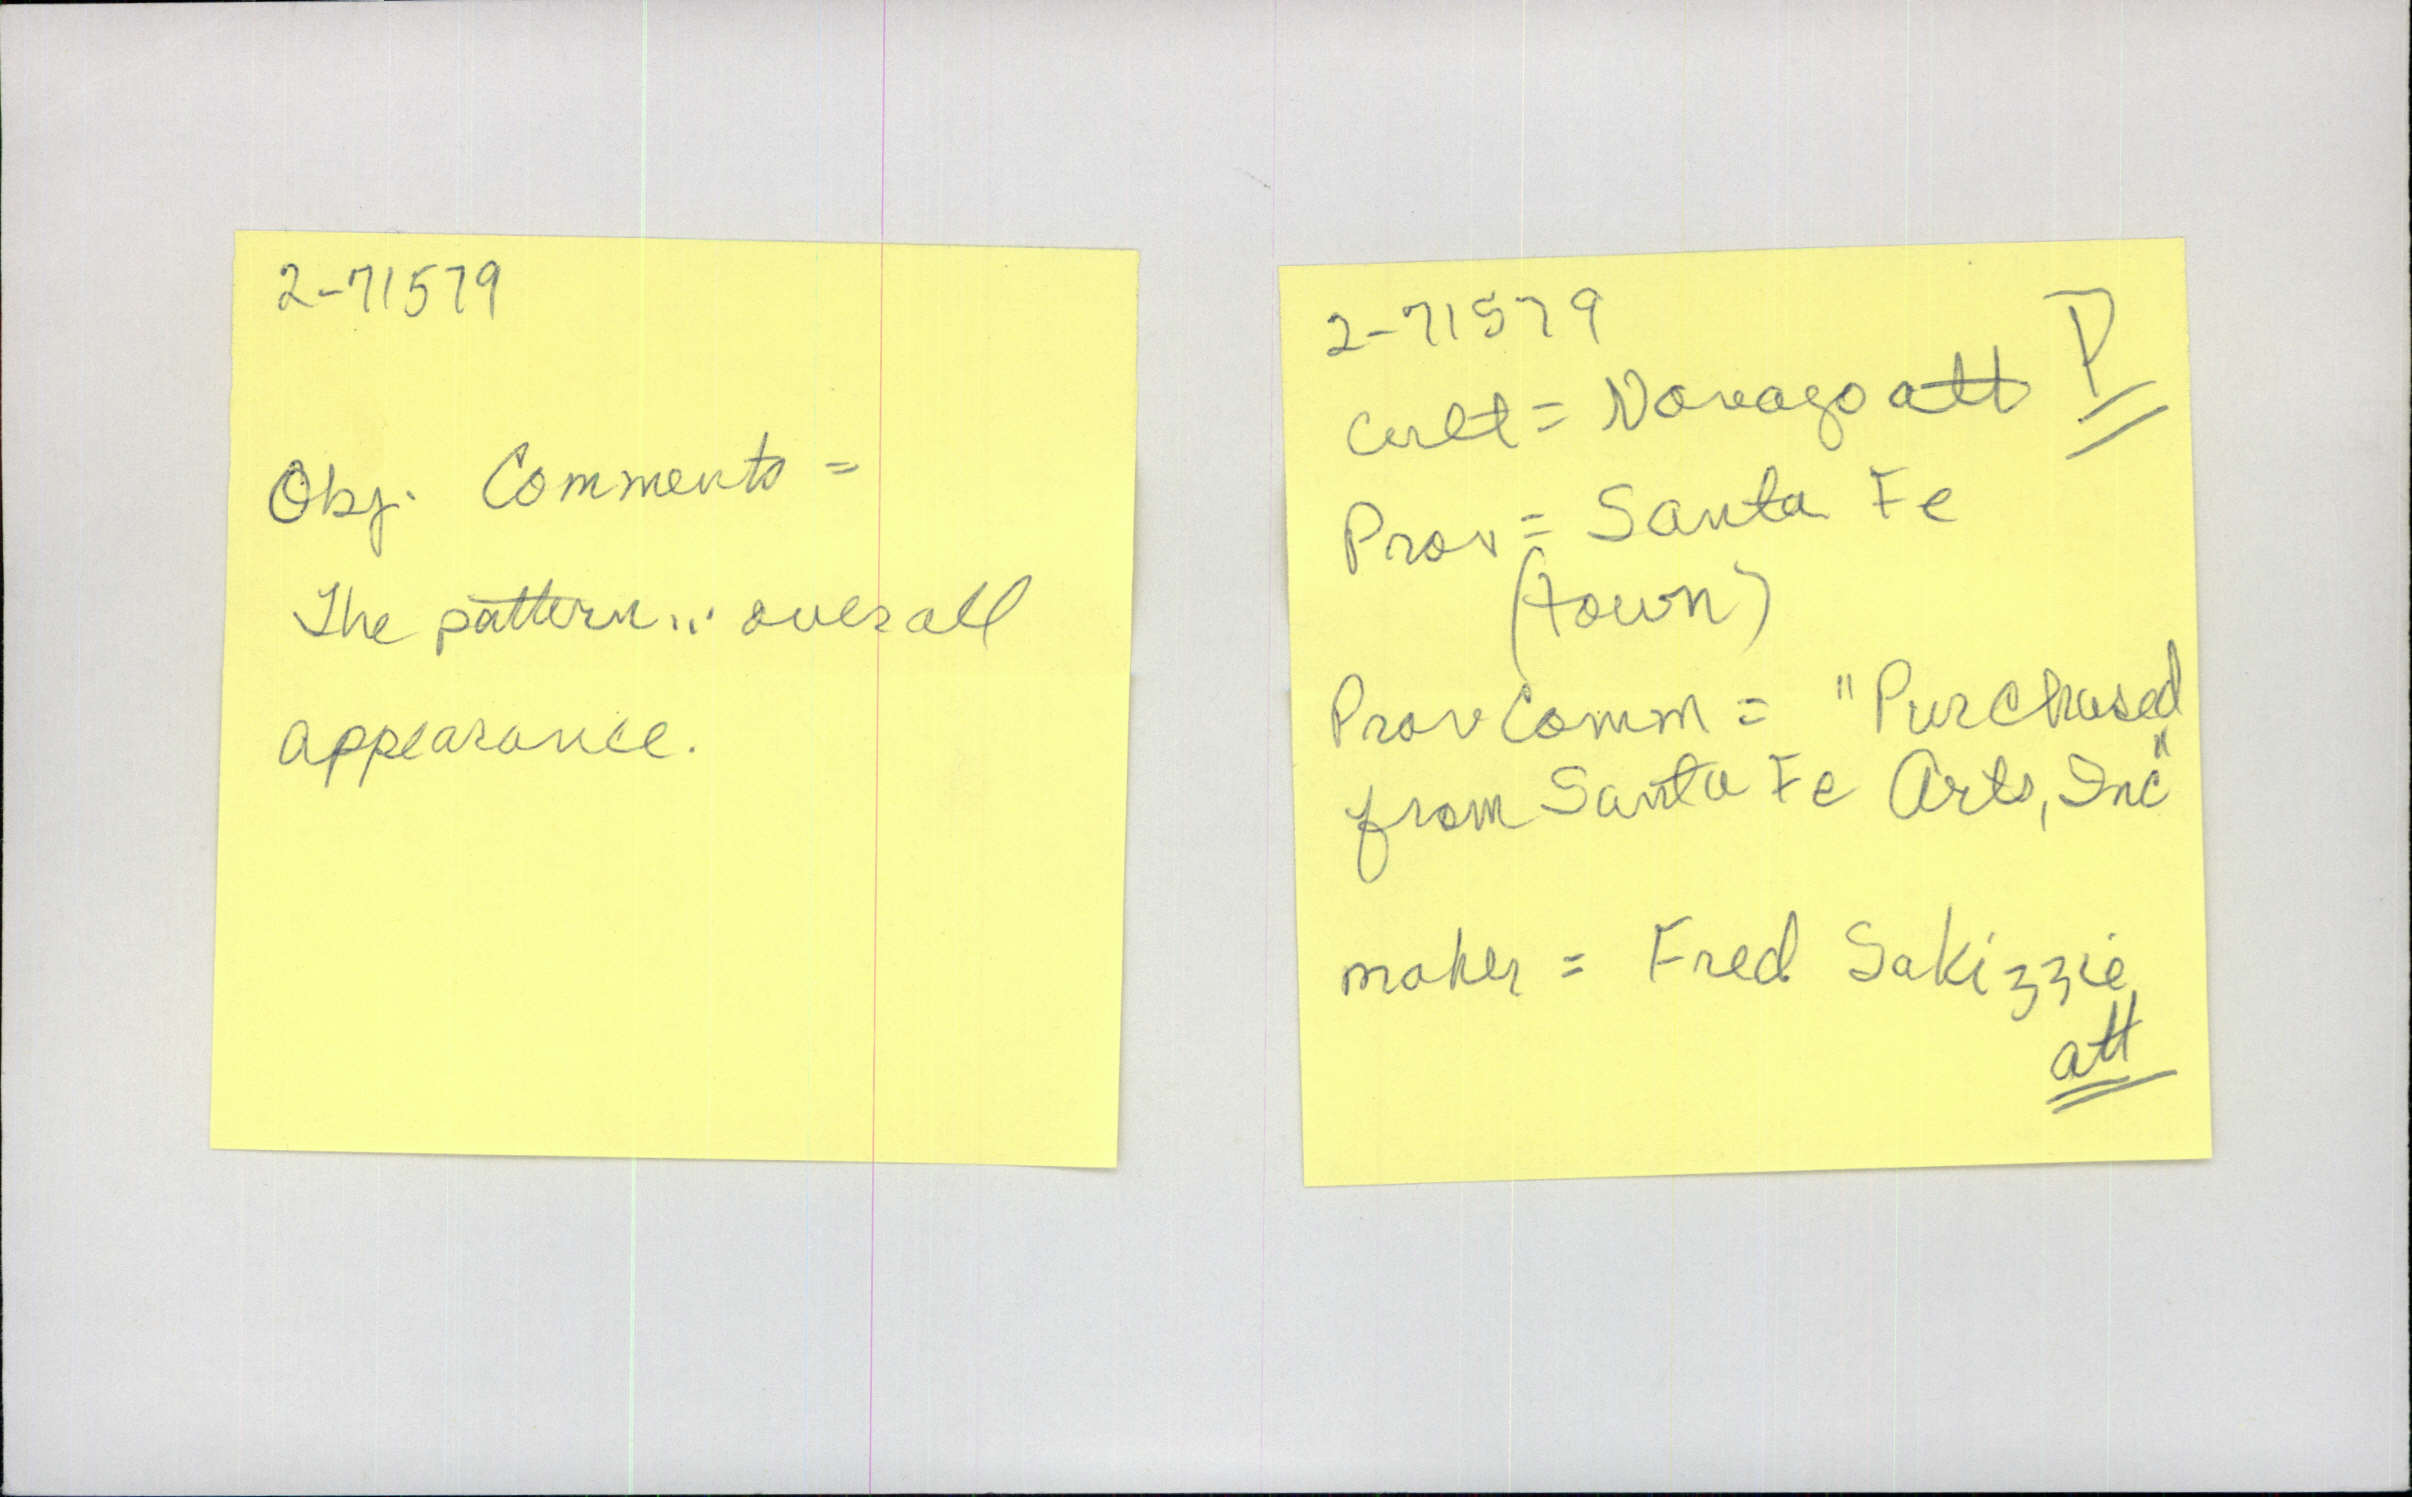 2-71579
Obj. Comments =
The pattern... overall
appearance.
2-71579
P
Cult = Navago att
Prov = Santa Fe
(town)
Prov Comm = "Purchased
from Santa Fe Arts, Inc"
maker = Fred Sakizzie
att